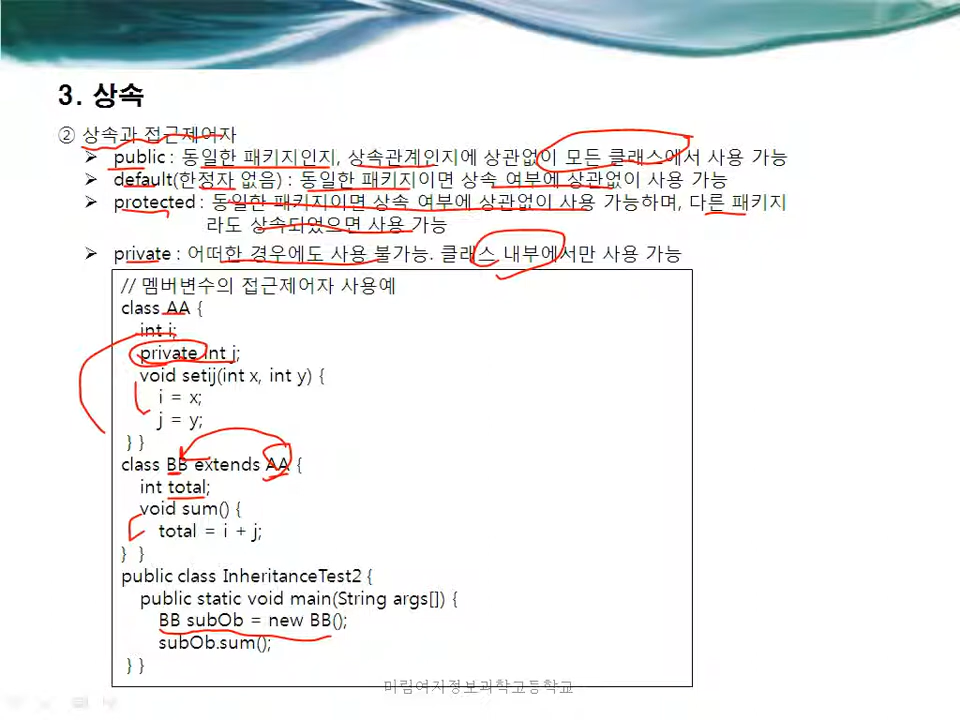 3. 상속
② 상속과 접근제어자
➢ public : 동일한 패키지인지, 상속관계인지에 상관없이 모든 클래스에서 사용 가능
➢ default(한정자 없음) : 동일한 패키지이면 상속 여부에 상관없이 사용 가능
➢ protected : 동일한 패키지이면 상속 여부에 상관없이 사용 가능하며, 다른 패키지
라도 상속되었으면 사용 가능
➢ private : 어떠한 경우에도 사용 불가능. 클래스 내부에서만 사용 가능
// 멤버변수의 접근제어자 사용예
class AA {
int i;
private int j;
void setij(int x, int y) {
i = x;
j = y;
} }
class BB extends AA {
int total;
void sum() {
total = i + j;
} }
public class InheritanceTest2 {
public static void main(String args[]) {
BB subOb = new BB();
subOb.sum();
} }
미림여자정보과학고등학교